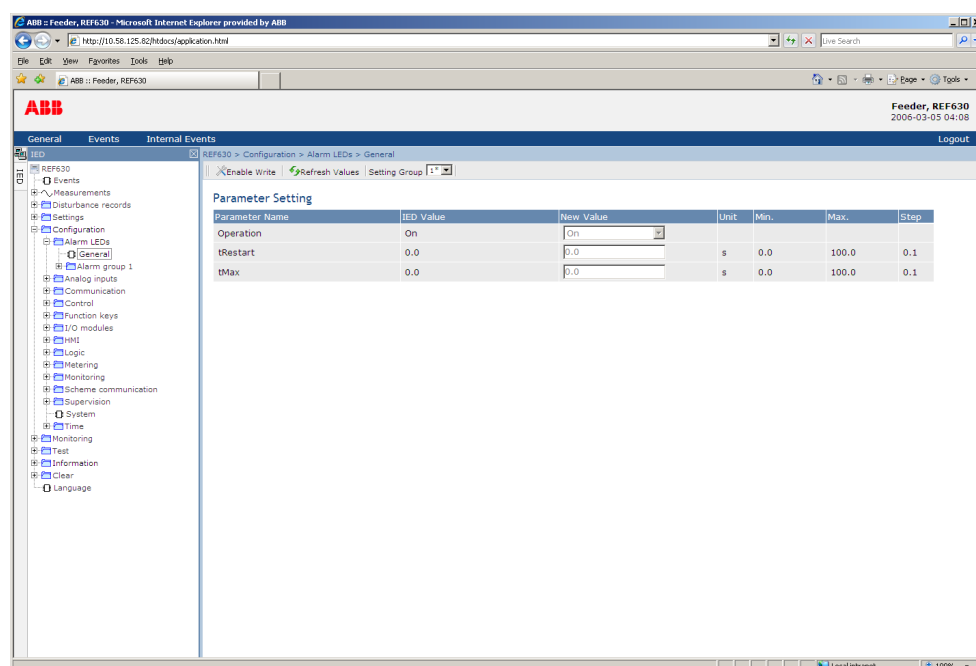 ABB :: Feeder, REF630 - Microsoft Internet Explorer provided by ABB
http://10.58.125.82/htdocs/application.html
Live Search
File Edit View Favorites Tools Help
ABB :: Feeder, REF630
Page Tools
ABB
Feeder, REF630
2006-03-05 04:08
General Events Internal Events Logout
IED
REF630 > Configuration > Alarm LEDs > General
IED
REF630
Enable Write Refresh Values Setting Group 1*
Events
Measurements
Disturbance records
Settings
Configuration
Alarm LEDs
General
Alarm group 1
Analog inputs
Communication
Control
Function keys
I/O modules
HMI
Logic
Metering
Monitoring
Scheme communication
Supervision
System
Time
Monitoring
Test
Information
Clear
Language
Parameter Setting
Parameter Name IED Value New Value Unit Min. Max. Step
Operation On On
tRestart 0.0 0.0 s 0.0 100.0 0.1
tMax 0.0 0.0 s 0.0 100.0 0.1
Local intranet 100%